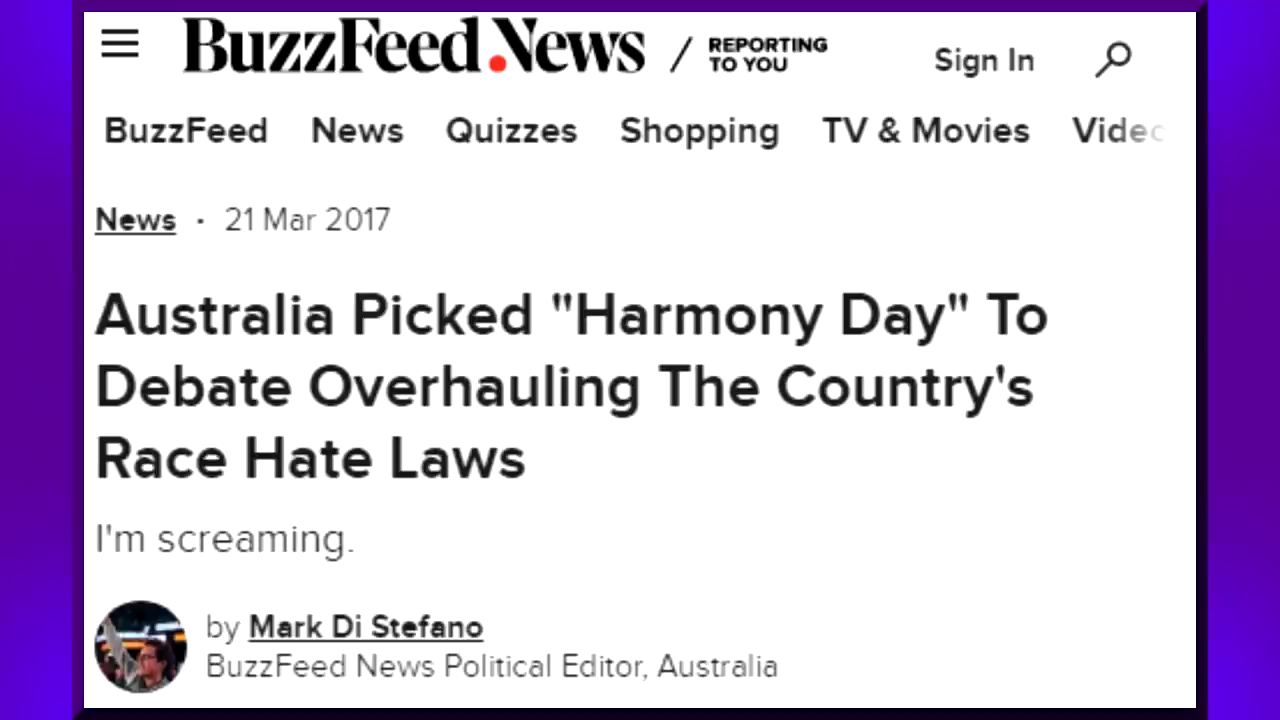 BuzzFeed News / REPORTING TO YOU
Sign In
BuzzFeed News Quizzes Shopping TV & Movies Video
News · 21 Mar 2017
Australia Picked "Harmony Day" To
Debate Overhauling The Country's
Race Hate Laws
I'm screaming.
by Mark Di Stefano
BuzzFeed News Political Editor, Australia